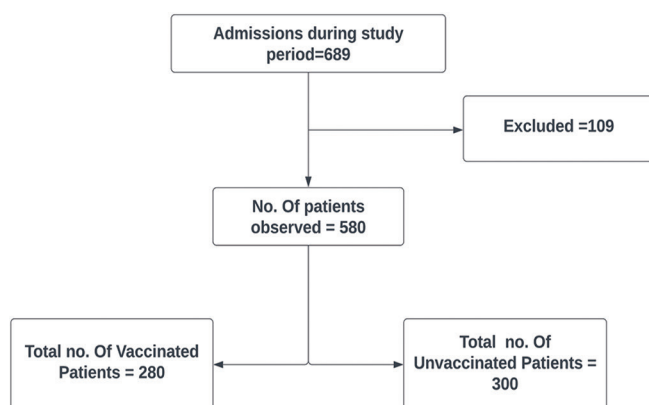 Admissions during study
period=689
Excluded =109
No. Of patients
observed = 580
Total no. Of Vaccinated
Patients = 280
Total no. Of
Unvaccinated Patients =
300